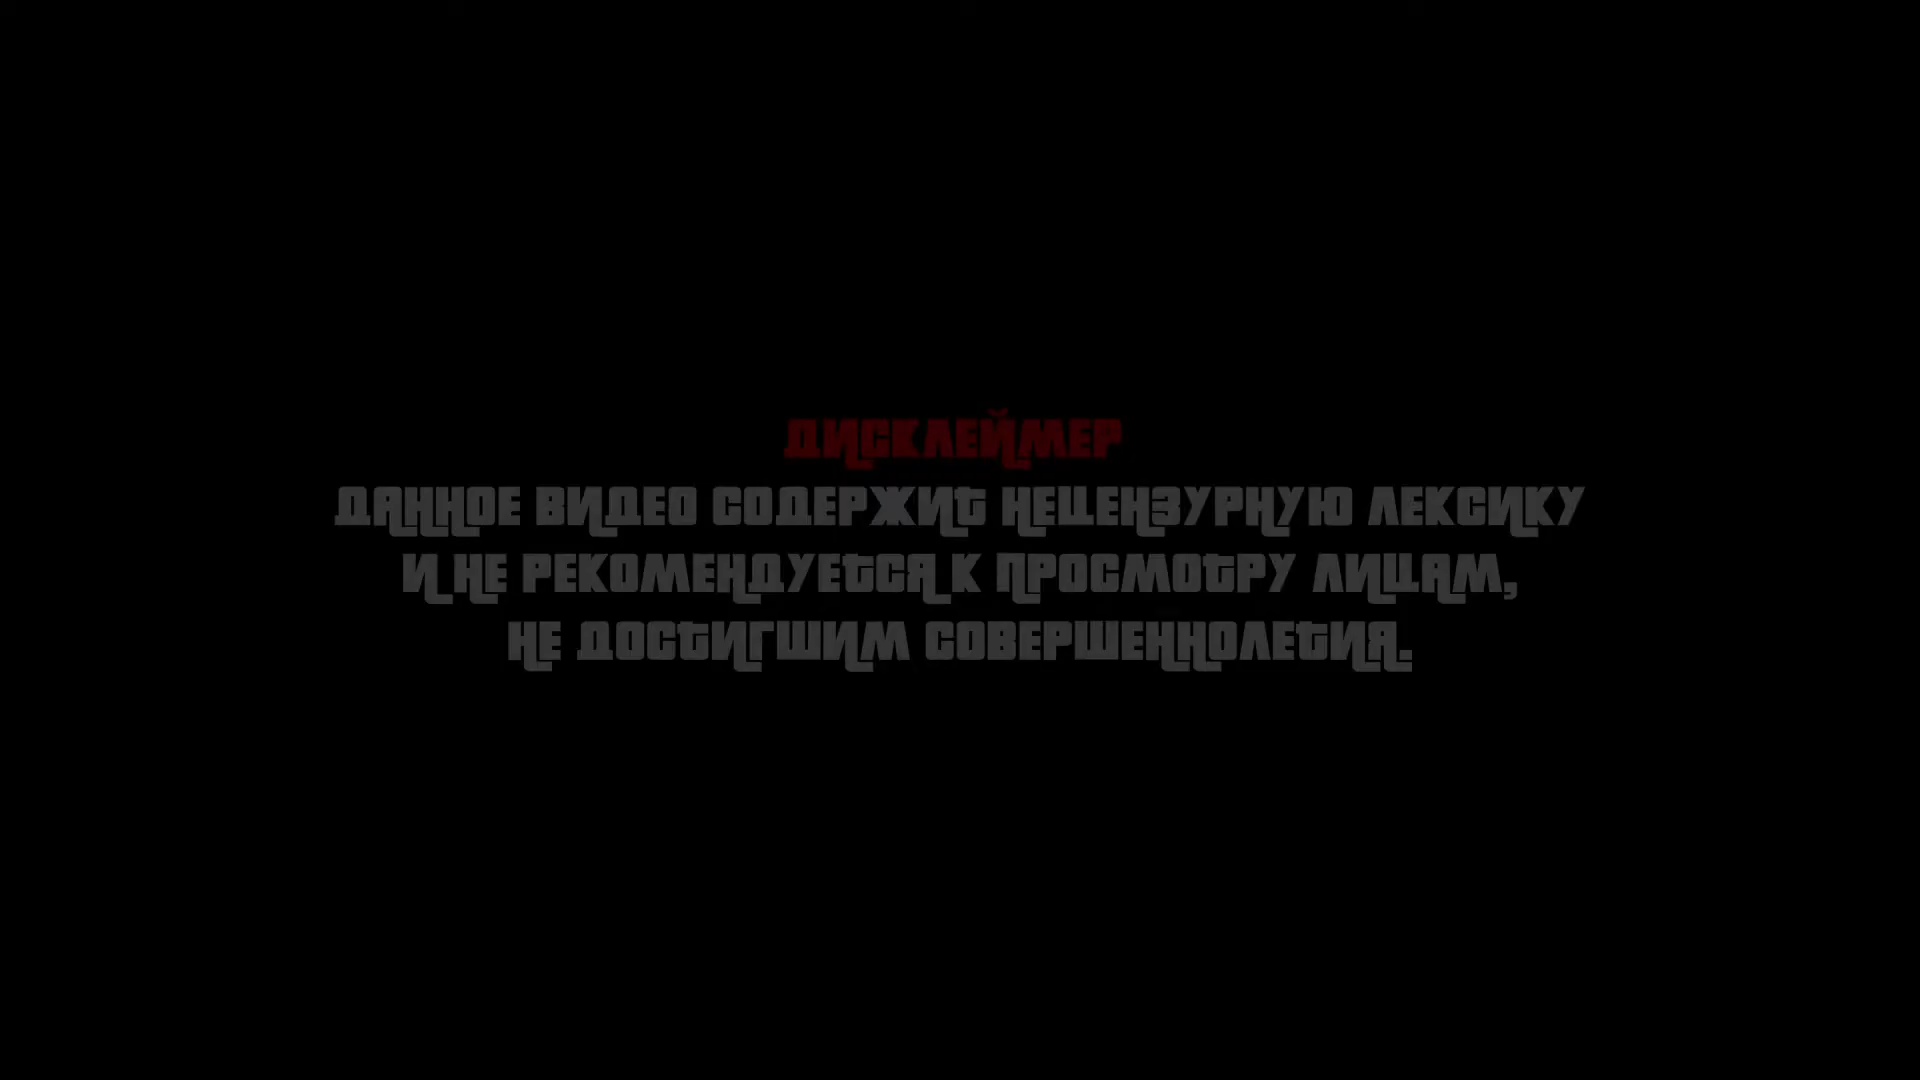 ДИСКЛЕЙМЕР
ДАННОЕ ВИДЕО СОДЕРЖИТ НЕЦЕНЗУРНУЮ ЛЕКСИКУ
И НЕ РЕКОМЕНДУЕТСЯ К ПРОСМОТРУ ЛИЦАМ,
НЕ ДОСТИГШИМ СОВЕРШЕННОЛЕТИЯ.